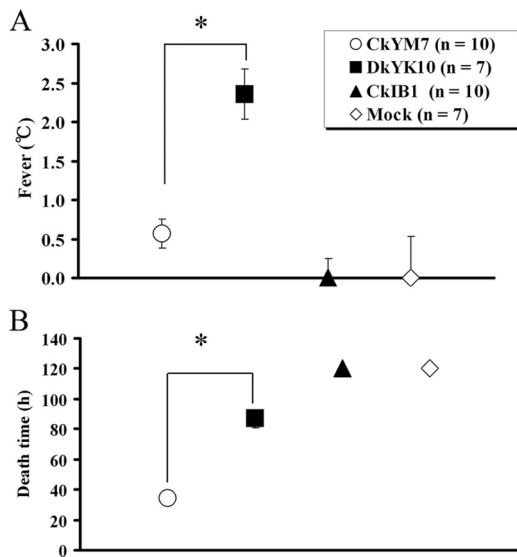 A
*
○ CkYM7 (n = 10)
■ DkYK10 (n = 7)
▲ CkIB1 (n = 10)
◇ Mock (n = 7)
Fever (℃)
3.0
2.5
2.0
1.5
1.0
0.5
0.0
B
*
Death time (h)
140
120
100
80
60
40
20
0